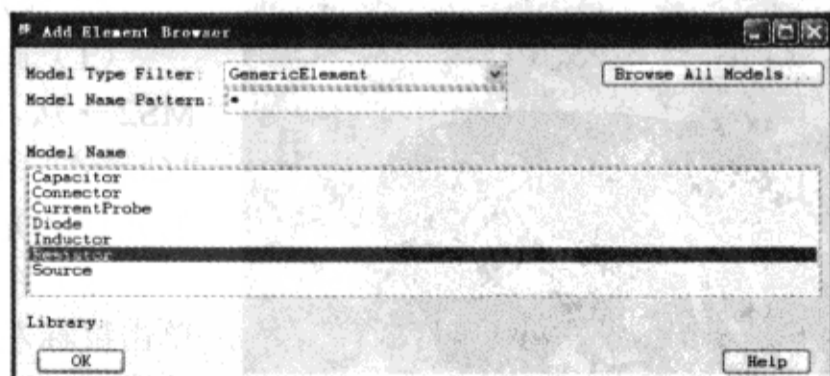 Add Element Browser
Model Type Filter: GenericElement Browse All Models...
Model Name Pattern: *
Model Name
Capacitor
Connector
CurrentProbe
Diode
Inductor
Resistor
Source
Library:
OK Help